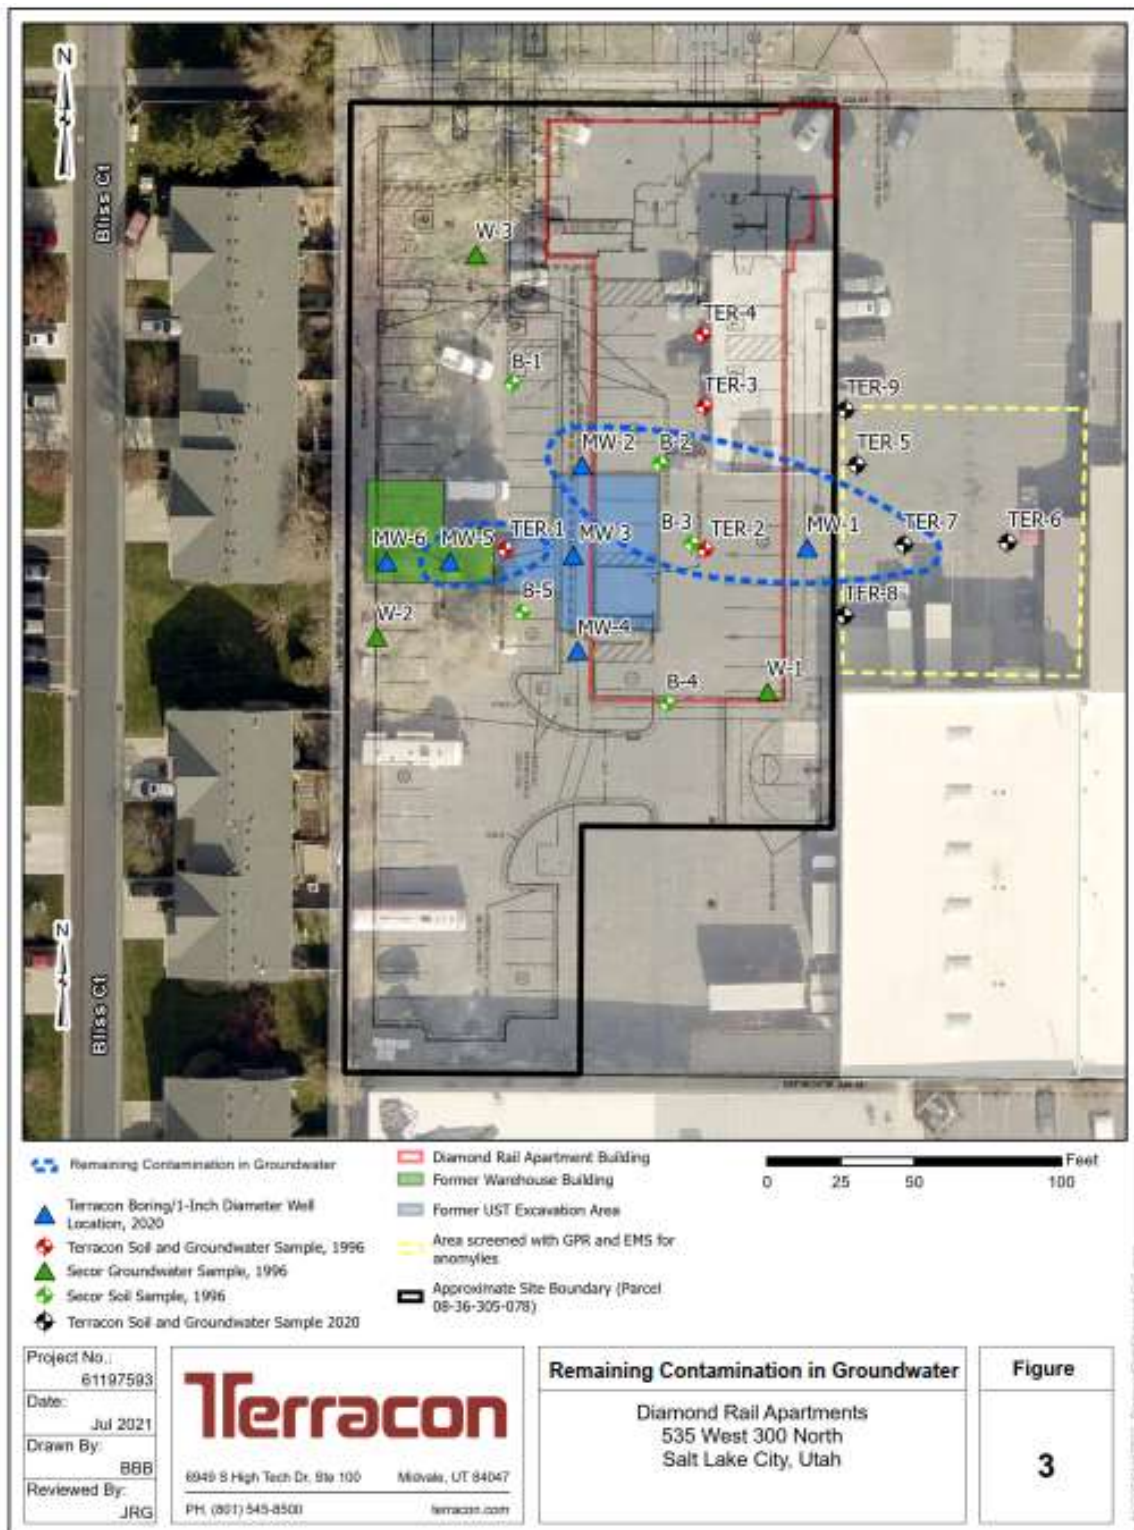 N
Bliss Ct
W-3
TER-4
B-1
TER-3
TER-9
MW-2
B-2
TER-5
MW-6
MW-5
TER-1
MW-3
B-3
TER-2
MW-1
TER-7
TER-6
B-5
TER-8
W-2
MW-4
W-1
B-4
N
Bliss Ct
Remaining Contamination in Groundwater
Terracon Boring/1-Inch Diameter Well
Location, 2020
Terracon Soil and Groundwater Sample, 1996
Secor Groundwater Sample, 1996
Secor Soil Sample, 1996
Terracon Soil and Groundwater Sample 2020
Diamond Rail Apartment Building
Former Warehouse Building
Former UST Excavation Area
Area screened with GPR and EMS for
anomylies
Approximate Site Boundary (Parcel
08-36-305-078)
Feet
0 25 50 100
Project No.:
61197593
Date:
Jul 2021
Drawn By:
BBB
Reviewed By:
JRG
Terracon
6949 S High Tech Dr, Ste 100 Midvale, UT 84047
PH. (801) 545-8500 terracon.com
Remaining Contamination in Groundwater
Diamond Rail Apartments
535 West 300 North
Salt Lake City, Utah
Figure
3